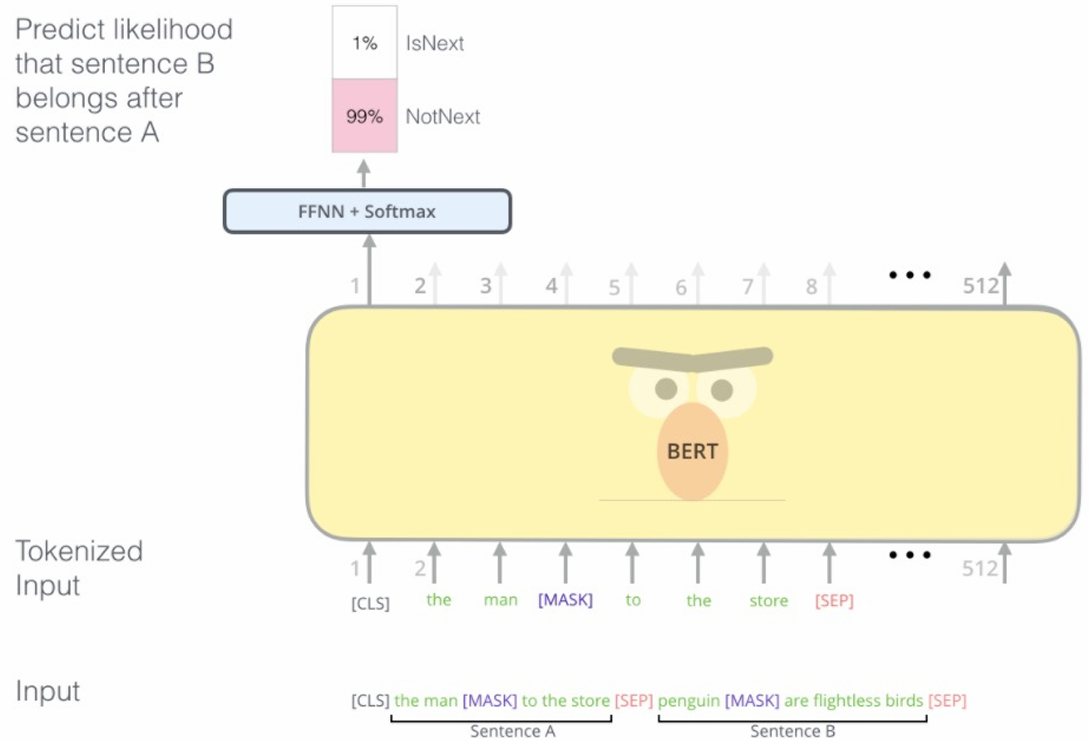 Predict likelihood
that sentence B
belongs after
sentence A
1% IsNext
99% NotNext
FFNN + Softmax
1 2 3 4 5 6 7 8 ••• 512
BERT
Tokenized
Input
1 2 ••• 512
[CLS] the man [MASK] to the store [SEP]
Input
[CLS] the man [MASK] to the store [SEP] penguin [MASK] are flightless birds [SEP]
Sentence A Sentence B